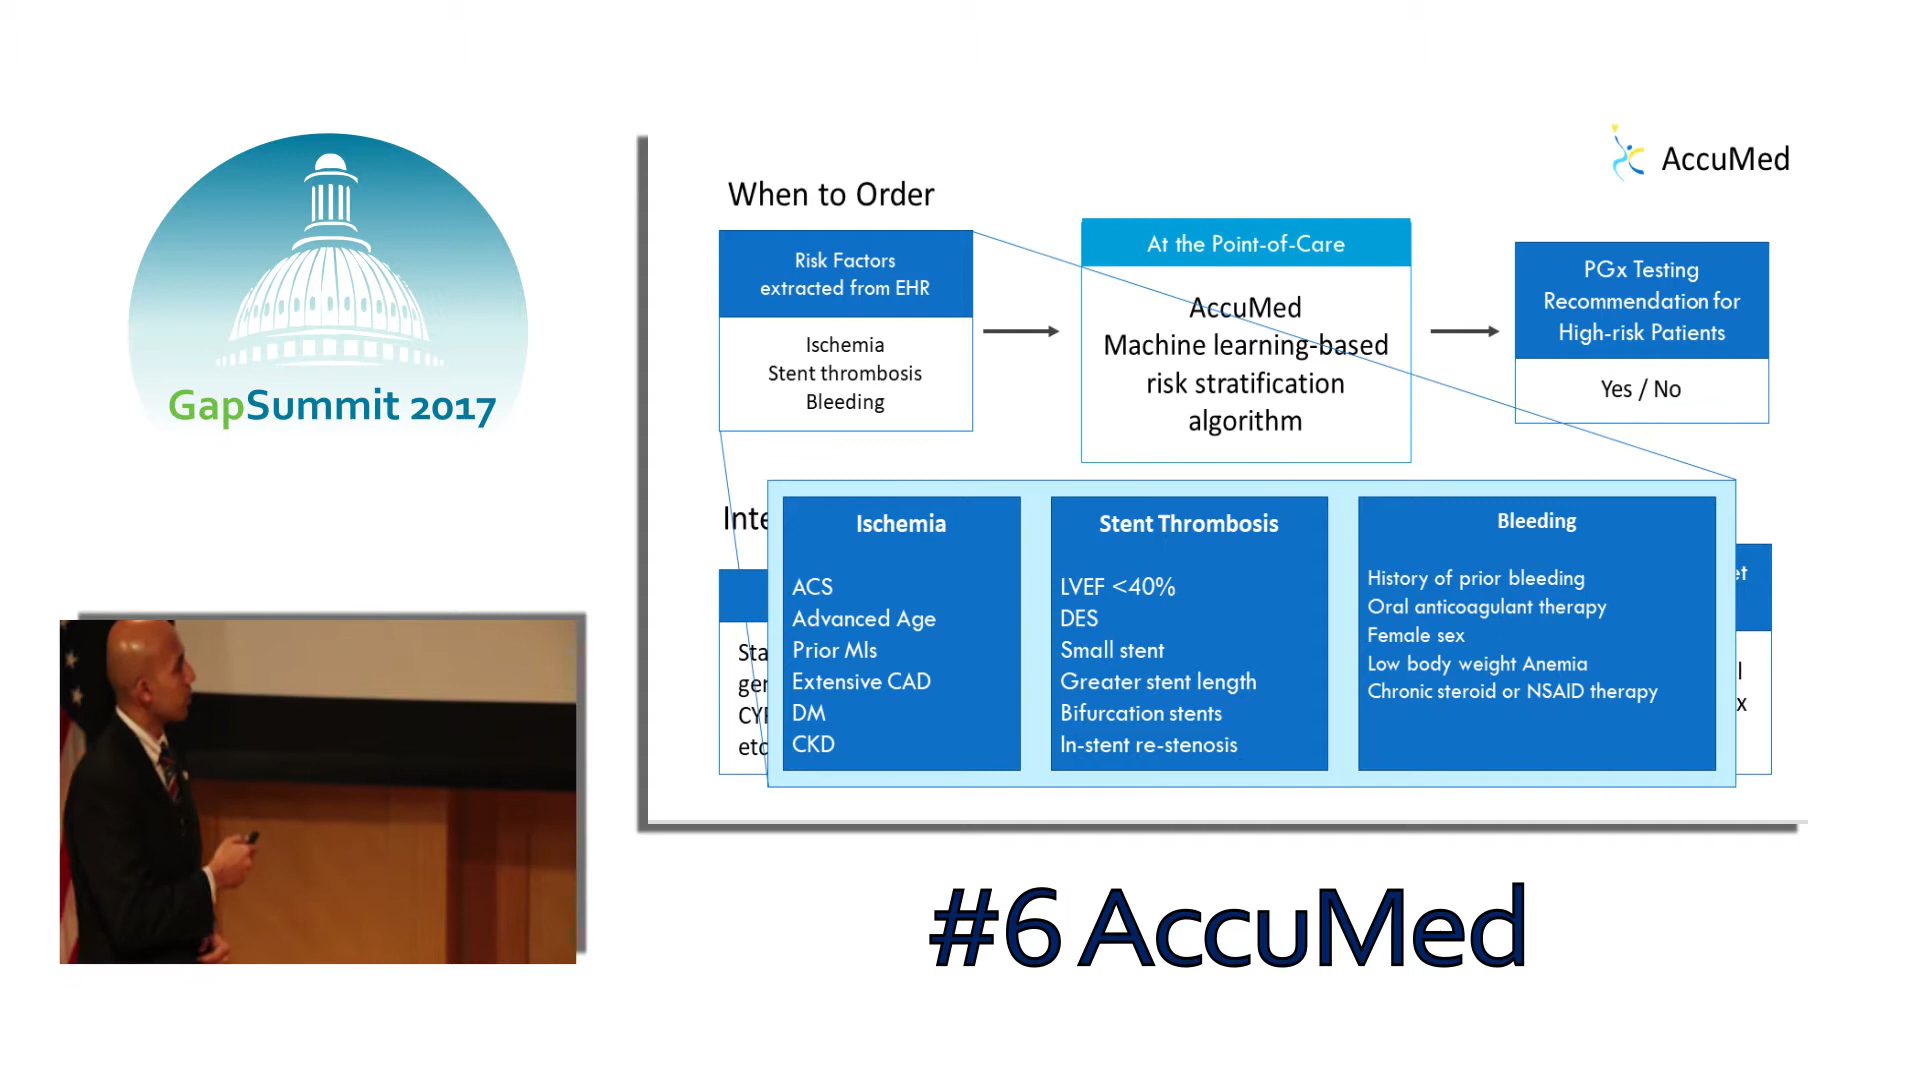 GapSummit 2017
AccuMed
When to Order
Risk Factors
extracted from EHR
Ischemia
Stent thrombosis
Bleeding
At the Point-of-Care
AccuMed
Machine learning-based
risk stratification
algorithm
PGx Testing
Recommendation for
High-risk Patients
Yes / No
Ischemia
ACS
Advanced Age
Prior MIs
Extensive CAD
DM
CKD
Stent Thrombosis
LVEF <40%
DES
Small stent
Greater stent length
Bifurcation stents
In-stent re-stenosis
Bleeding
History of prior bleeding
Oral anticoagulant therapy
Female sex
Low body weight Anemia
Chronic steroid or NSAID therapy
#6 AccuMed